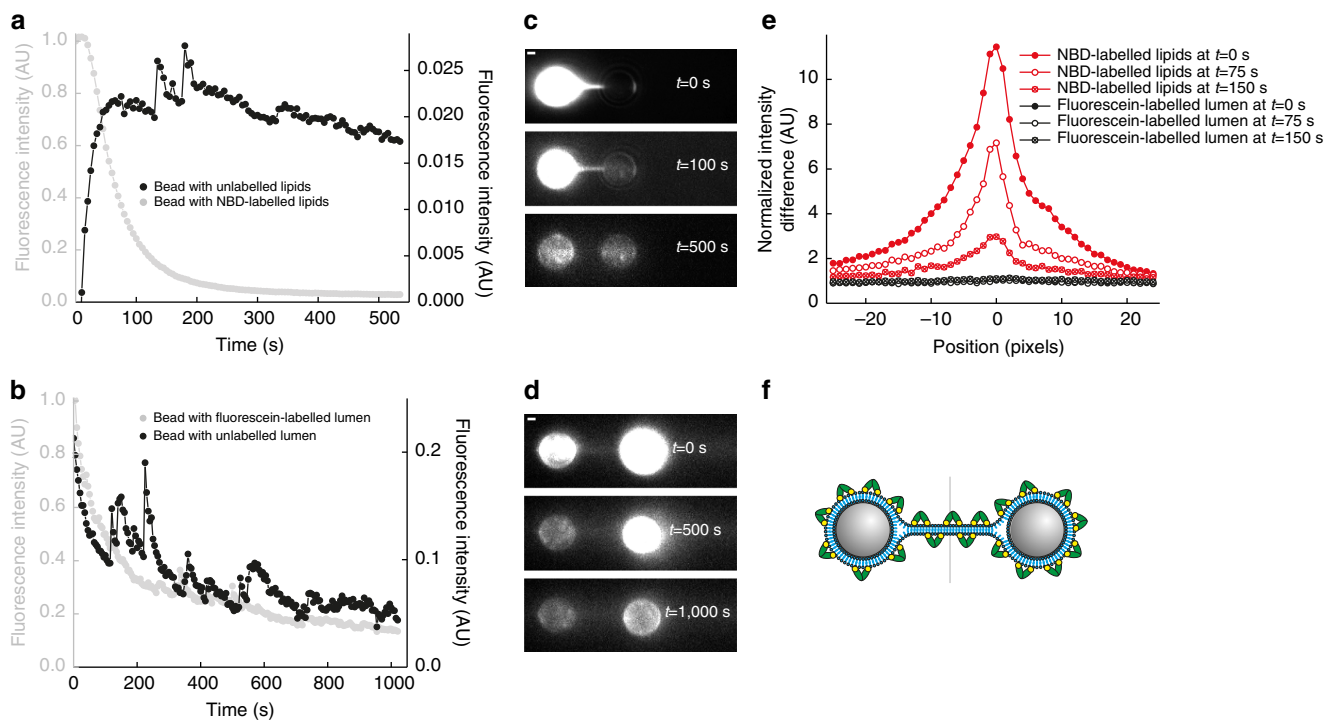 a
Fluorescence intensity (AU)
1.0
0.8
0.6
0.4
0.2
0.0
Bead with unlabelled lipids
Bead with NBD-labelled lipids
0.025
0.020
0.015
0.010
0.005
0.000
Fluorescence intensity (AU)
0 100 200 300 400 500
Time (s)
b
Fluorescence intensity (AU)
1.0
0.8
0.6
0.4
0.2
0.0
Bead with fluorescein-labelled lumen
Bead with unlabelled lumen
0.2
0.1
0.0
Fluorescence intensity (AU)
0 200 400 600 800 1000
Time (s)
c
t=0 s
t=100 s
t=500 s
d
t=0 s
t=500 s
t=1,000 s
e
Normalized intensity
difference (AU)
10
8
6
4
2
0
NBD-labelled lipids at t=0 s
NBD-labelled lipids at t=75 s
NBD-labelled lipids at t=150 s
Fluorescein-labelled lumen at t=0 s
Fluorescein-labelled lumen at t=75 s
Fluorescein-labelled lumen at t=150 s
–20 –10 0 10 20
Position (pixels)
f